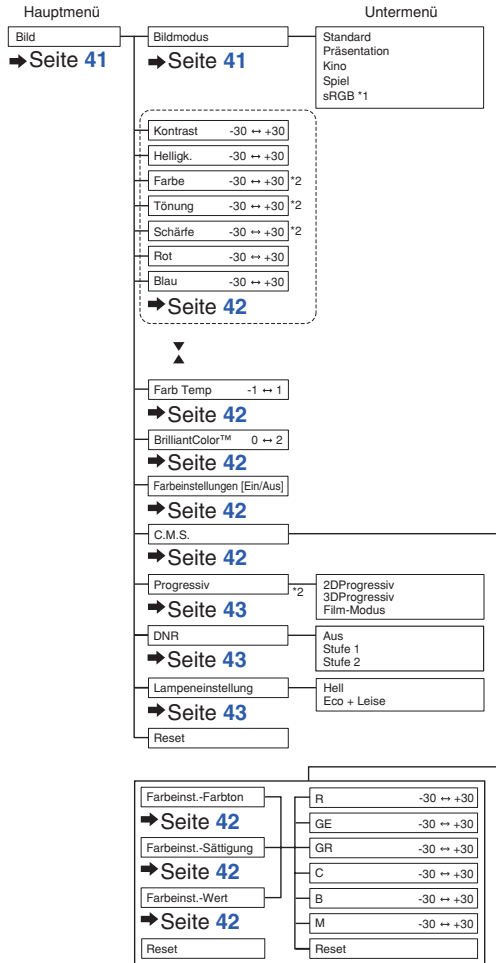 Hauptmenü
Untermenü
Bild
➡Seite 41
Bildmodus
➡Seite 41
Standard
Präsentation
Kino
Spiel
sRGB *1
Kontrast -30 ↔ +30
Helligk. -30 ↔ +30
Farbe -30 ↔ +30 *2
Tönung -30 ↔ +30 *2
Schärfe -30 ↔ +30 *2
Rot -30 ↔ +30
Blau -30 ↔ +30
➡Seite 42
Farb Temp -1 ↔ 1
➡Seite 42
BrilliantColor™ 0 ↔ 2
➡Seite 42
Farbeinstellungen [Ein/Aus]
➡Seite 42
C.M.S.
➡Seite 42
Progressiv *2
➡Seite 43
2DProgressiv
3DProgressiv
Film-Modus
DNR
➡Seite 43
Aus
Stufe 1
Stufe 2
Lampeneinstellung
➡Seite 43
Hell
Eco + Leise
Reset
Farbeinst.-Farbton
➡Seite 42
Farbeinst.-Sättigung
➡Seite 42
Farbeinst.-Wert
➡Seite 42
Reset
R -30 ↔ +30
GE -30 ↔ +30
GR -30 ↔ +30
C -30 ↔ +30
B -30 ↔ +30
M -30 ↔ +30
Reset